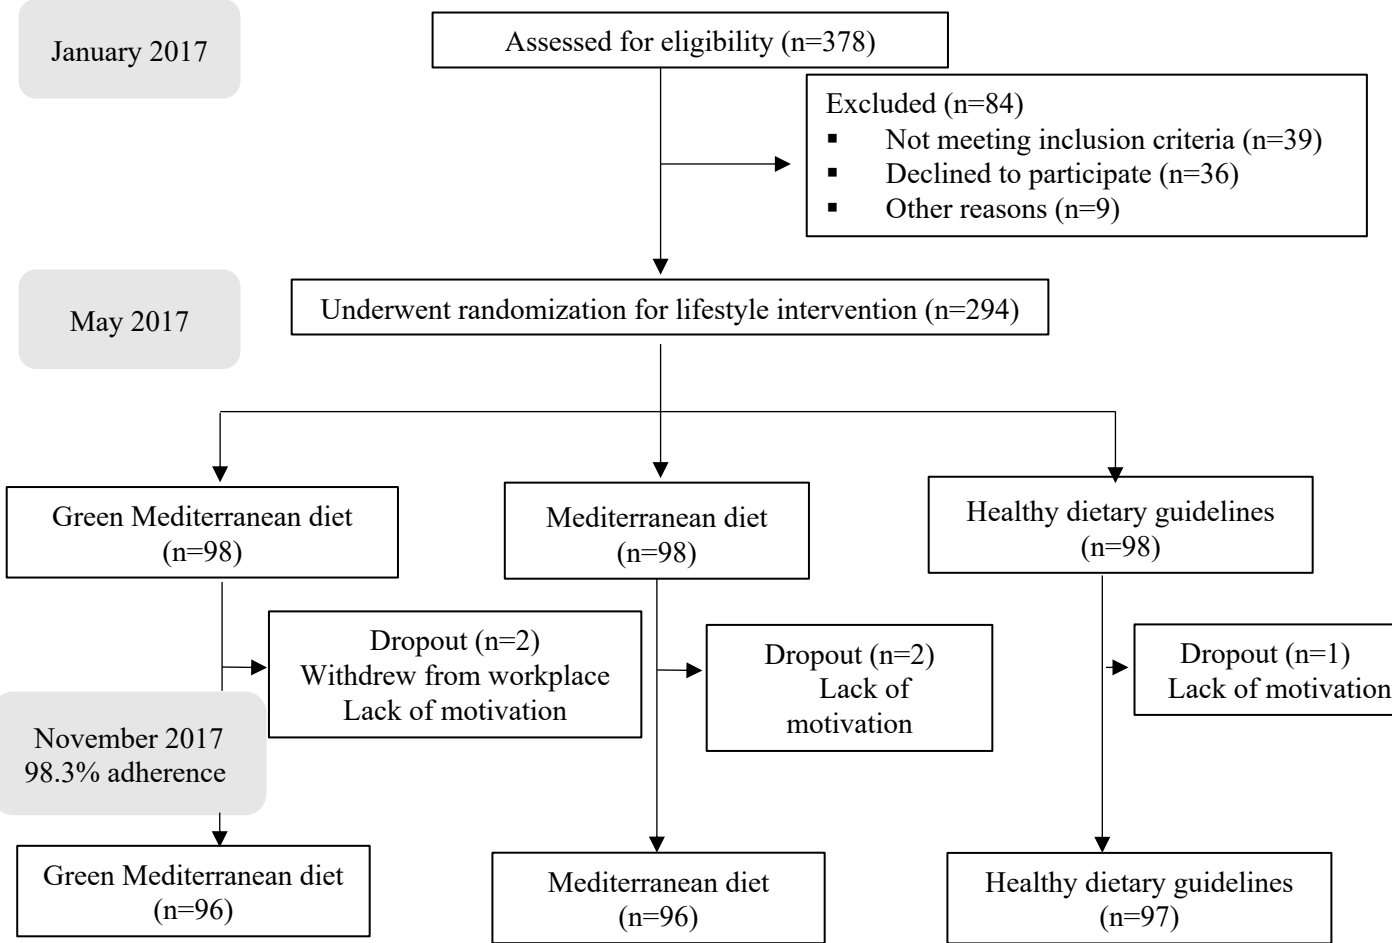 January 2017
Assessed for eligibility (n=378)
Excluded (n=84)
▪ Not meeting inclusion criteria (n=39)
▪ Declined to participate (n=36)
▪ Other reasons (n=9)
May 2017
Underwent randomization for lifestyle intervention (n=294)
Green Mediterranean diet
(n=98)
Mediterranean diet
(n=98)
Healthy dietary guidelines
(n=98)
Dropout (n=2)
Withdrew from workplace
Lack of motivation
Dropout (n=2)
Lack of
motivation
Dropout (n=1)
Lack of motivation
November 2017
98.3% adherence
Green Mediterranean diet
(n=96)
Mediterranean diet
(n=96)
Healthy dietary guidelines
(n=97)